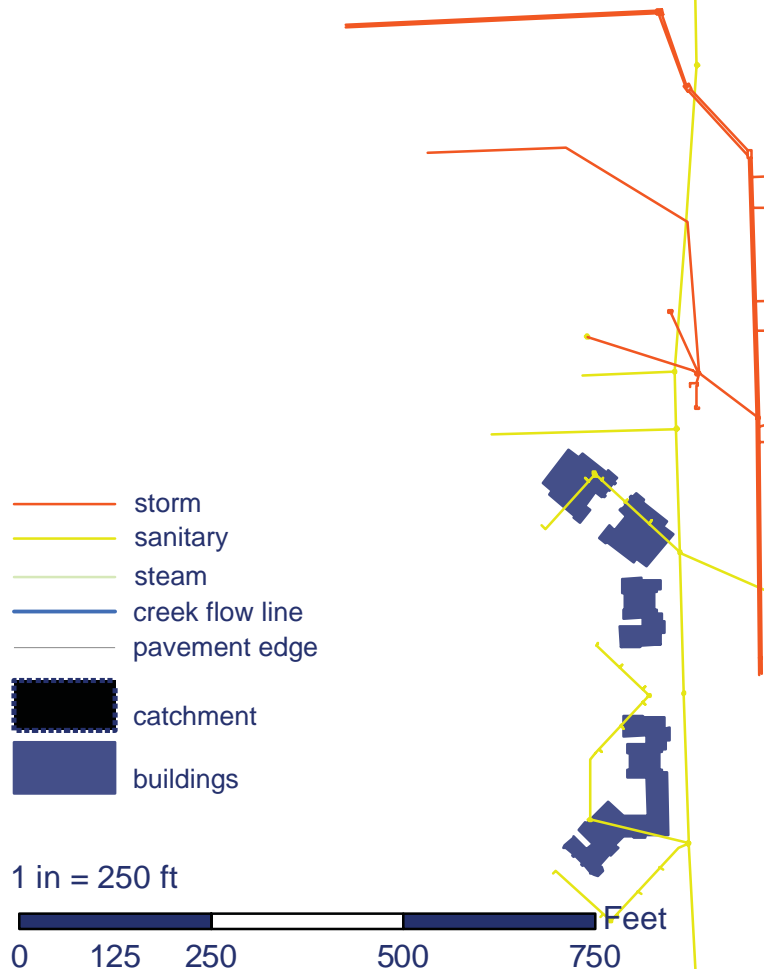 storm
sanitary
steam
creek flow line
pavement edge
catchment
buildings
1 in = 250 ft
Feet
0 125 250 500 750